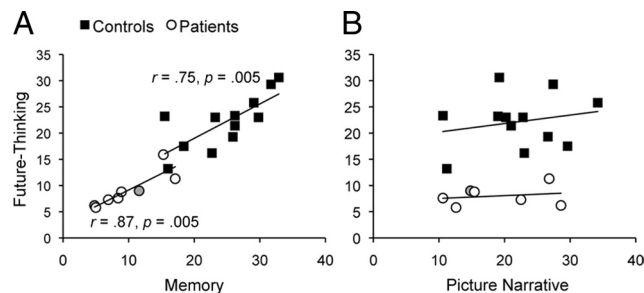 A
■ Controls ○ Patients
B
Future-Thinking
35
30
25
20
15
10
5
0
r = .75, p = .005
r = .87, p = .005
0 10 20 30 40
Memory
35
30
25
20
15
10
5
0
0 10 20 30 40
Picture Narrative